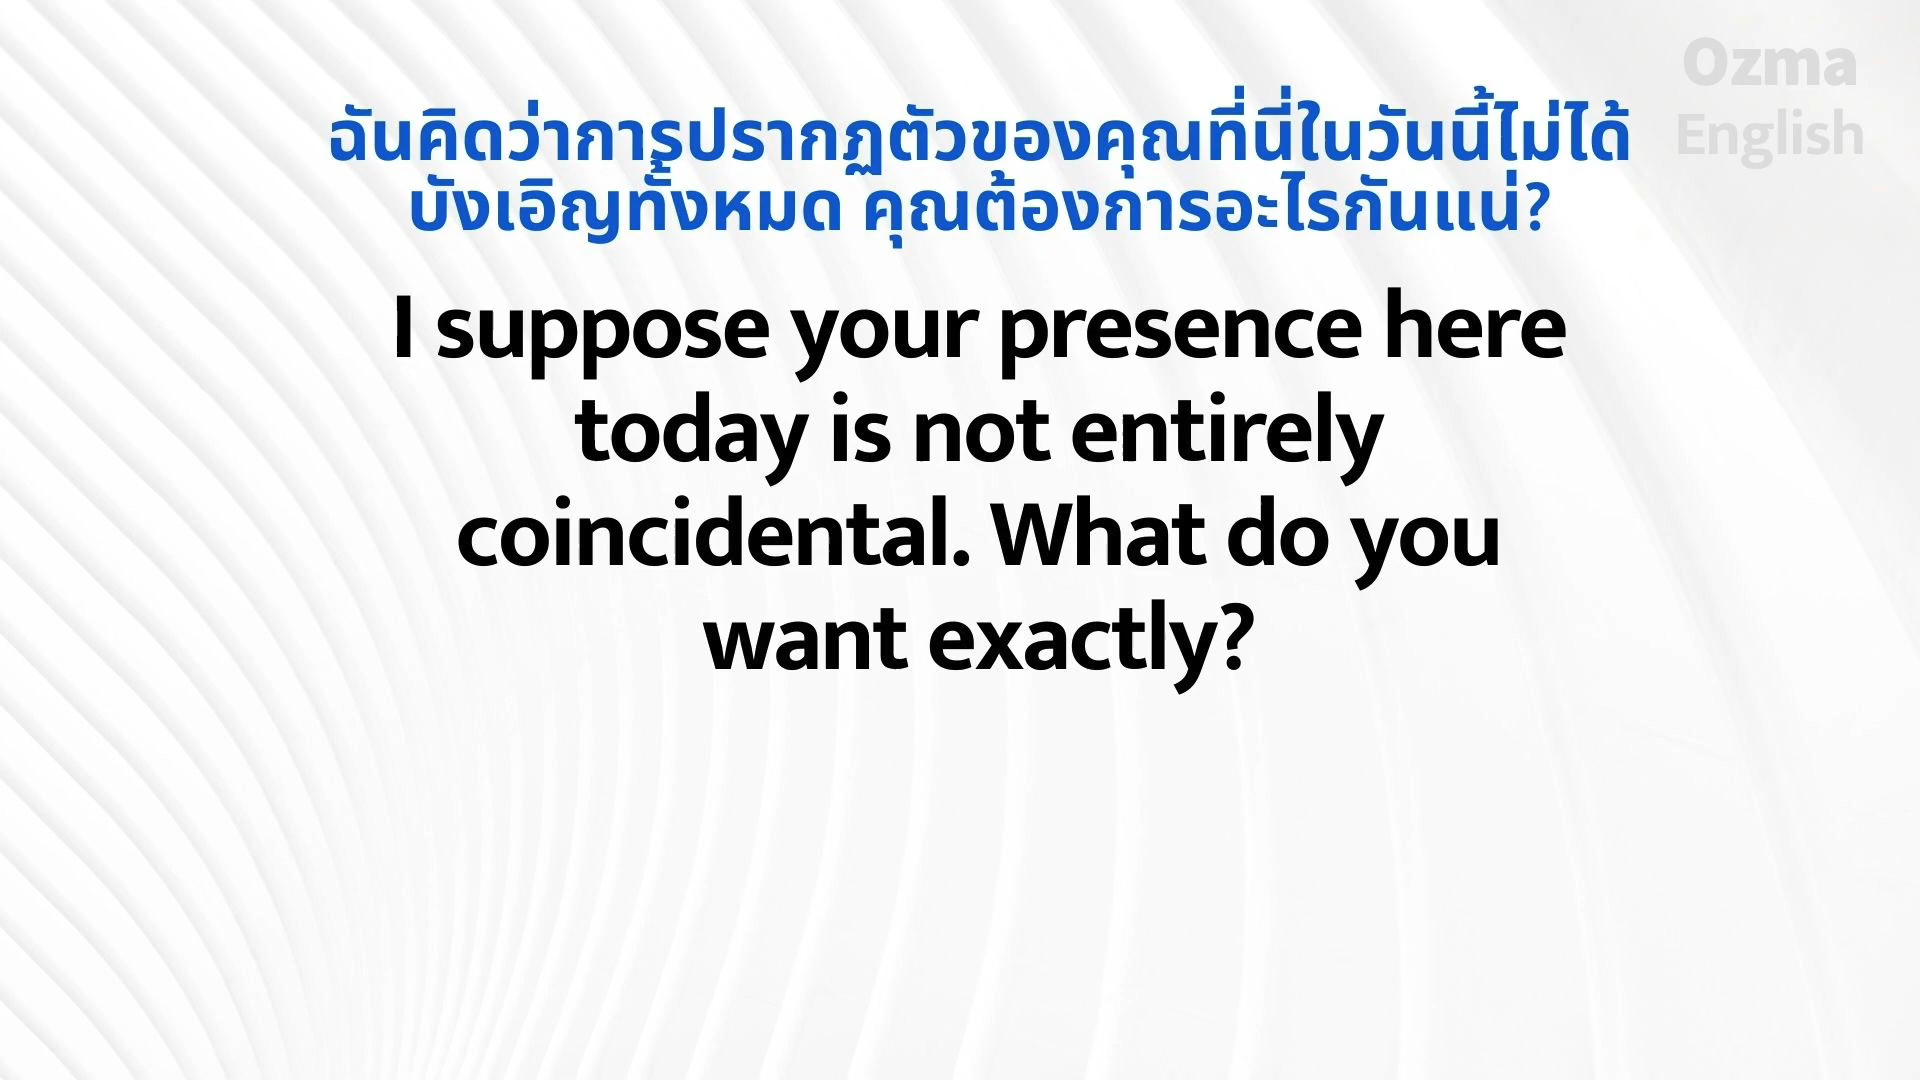 Ozma
English
ฉันคิดว่าการปรากฏตัวของคุณที่นี่ในวันนี้ไม่ได้
บังเอิญทั้งหมด คุณต้องการอะไรกันแน่?
I suppose your presence here
today is not entirely
coincidental. What do you
want exactly?